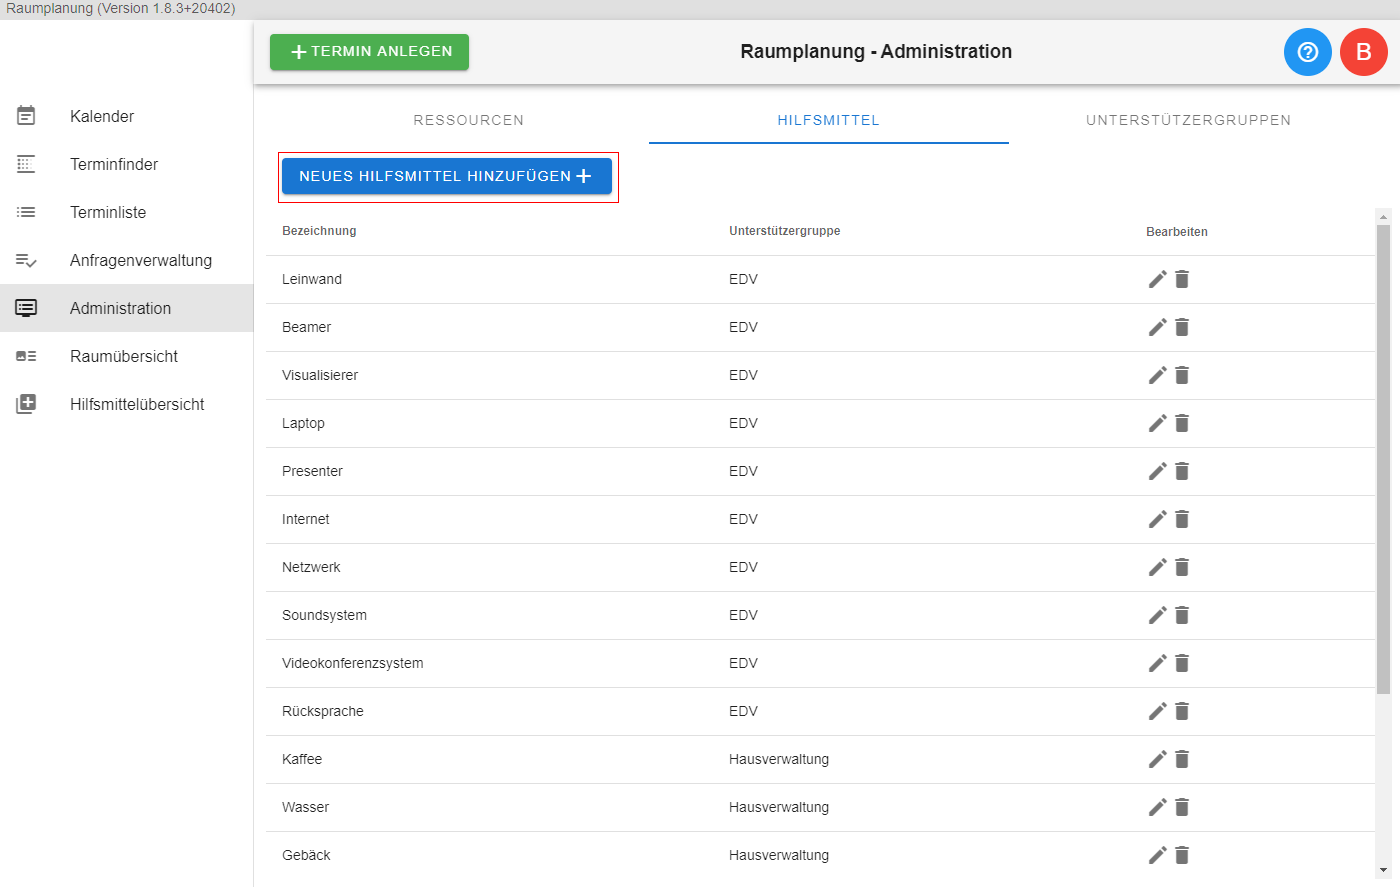 Raumplanung (Version 1.8.3+20402)
TERMIN ANLEGEN
Raumplanung - Administration
B
Kalender
Terminfinder
Terminliste
Anfragenverwaltung
Administration
Raumübersicht
Hilfsmittelübersicht
RESSOURCEN HILFSMITTEL UNTERSTÜTZERGRUPPEN
NEUES HILFSMITTEL HINZUFÜGEN
Bezeichnung Unterstützergruppe Bearbeiten
Leinwand EDV
Beamer EDV
Visualisierer EDV
Laptop EDV
Presenter EDV
Internet EDV
Netzwerk EDV
Soundsystem EDV
Videokonferenzsystem EDV
Rücksprache EDV
Kaffee Hausverwaltung
Wasser Hausverwaltung
Gebäck Hausverwaltung